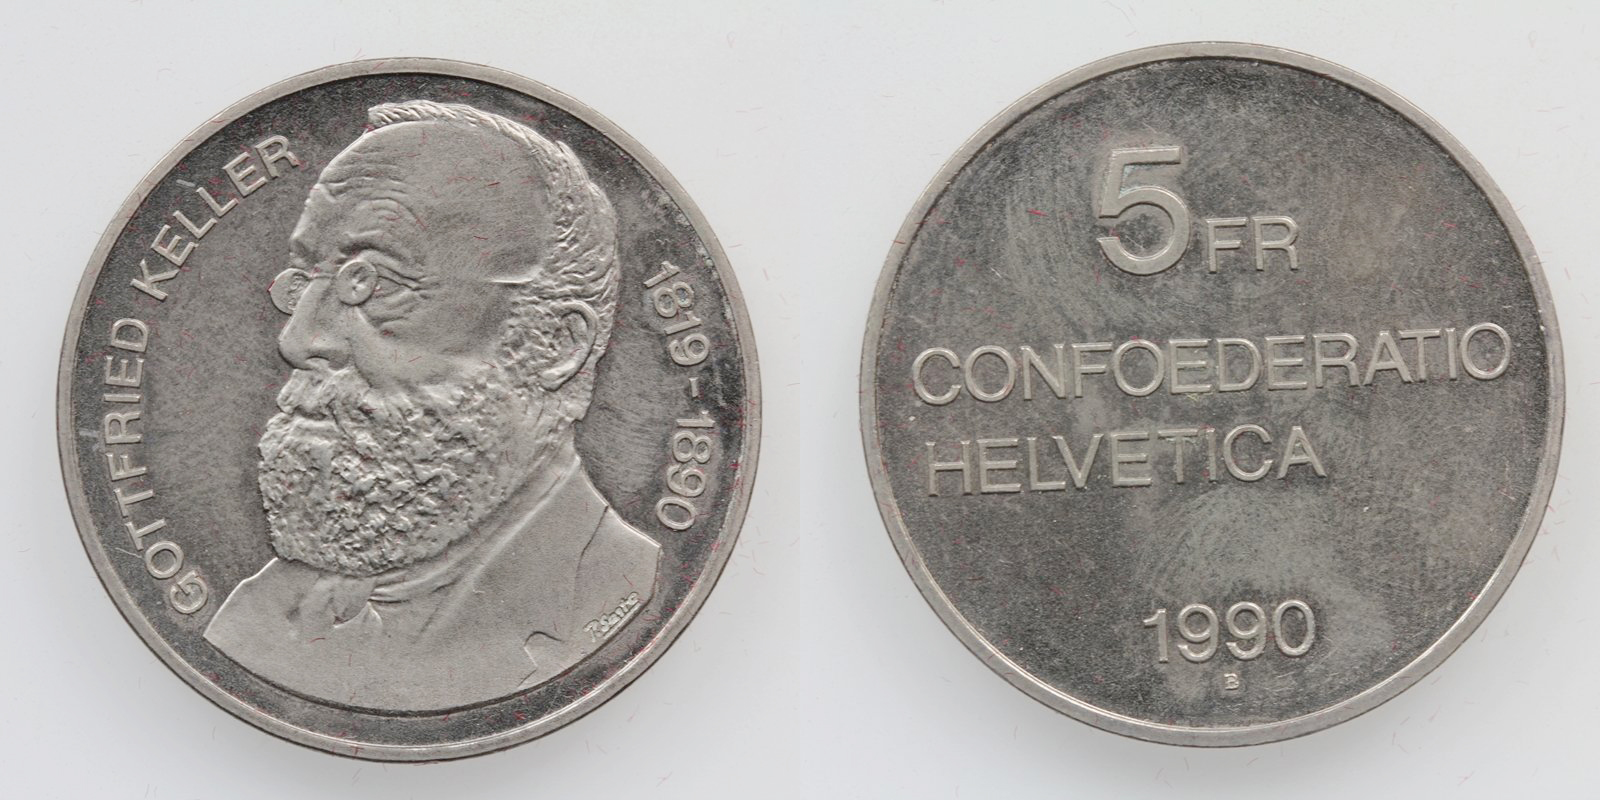 GOTTFRIED KELLER
1819-1890
5 FR
CONFOEDERATIO
HELVETICA
1990
B